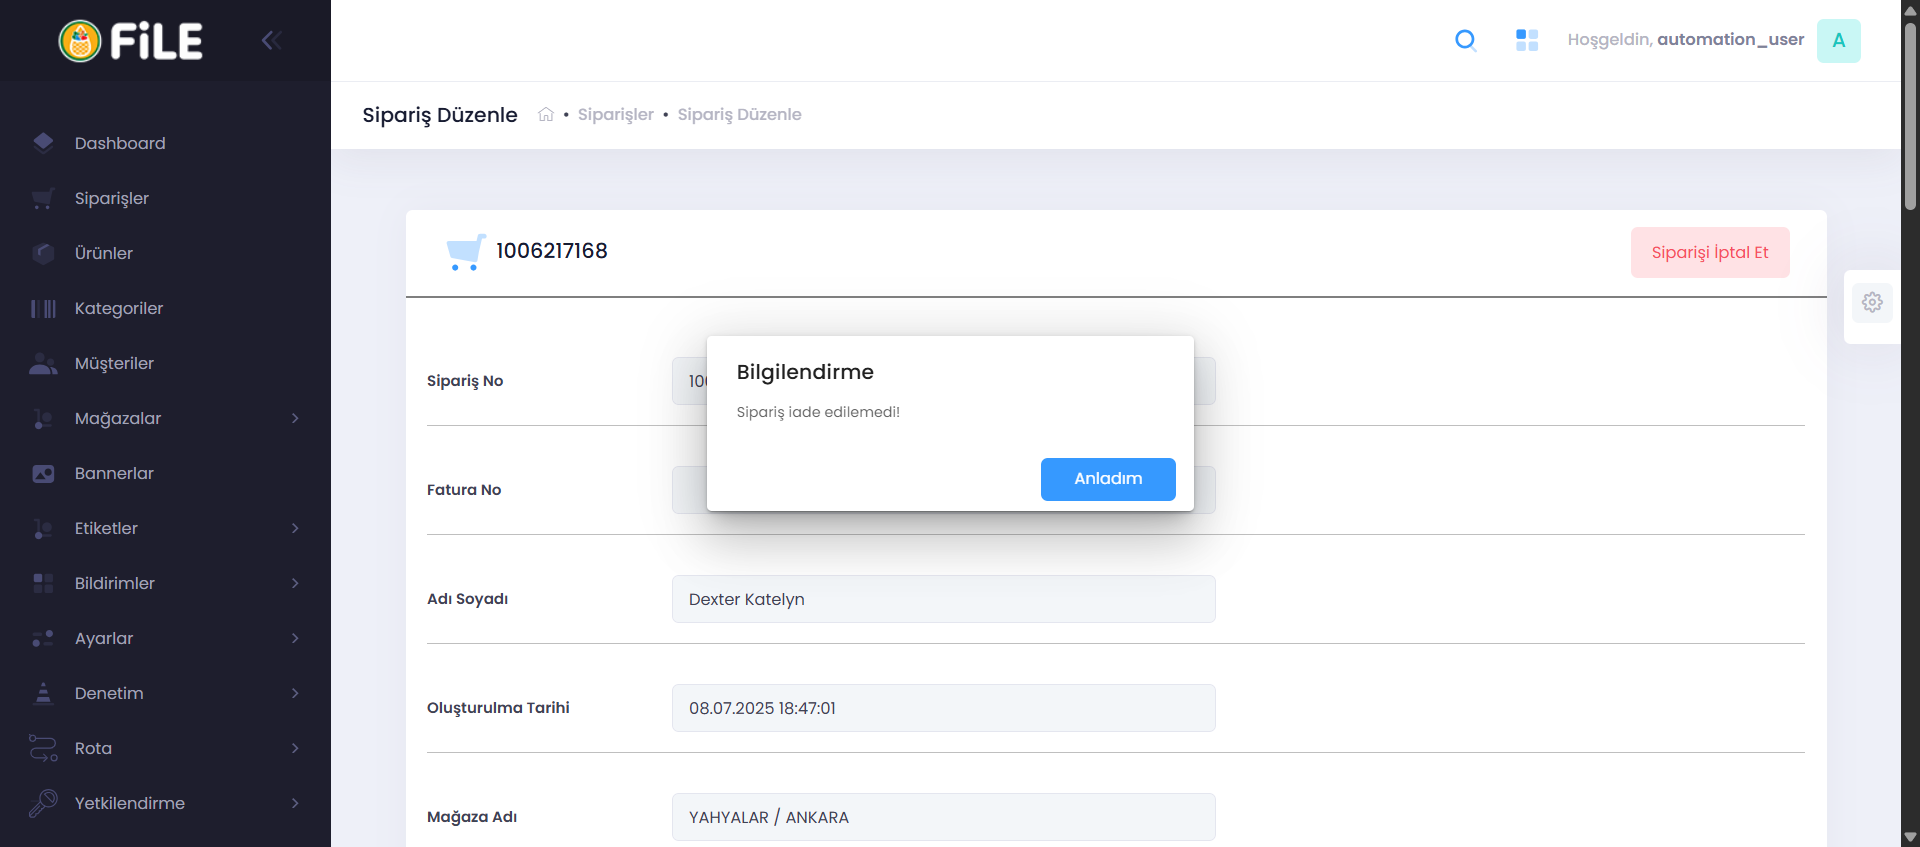 FiLE
Hoşgeldin, automation_user
A
Sipariş Düzenle
Siparişler • Sipariş Düzenle
Dashboard
Siparişler
Ürünler
Kategoriler
Müşteriler
Mağazalar
Bannerlar
Etiketler
Bildirimler
Ayarlar
Denetim
Rota
Yetkilendirme
1006217168
Siparişi İptal Et
Sipariş No
Bilgilendirme
Sipariş iade edilemedi!
Anladım
Fatura No
Adı Soyadı
Dexter Katelyn
Oluşturulma Tarihi
08.07.2025 18:47:01
Mağaza Adı
YAHYALAR / ANKARA